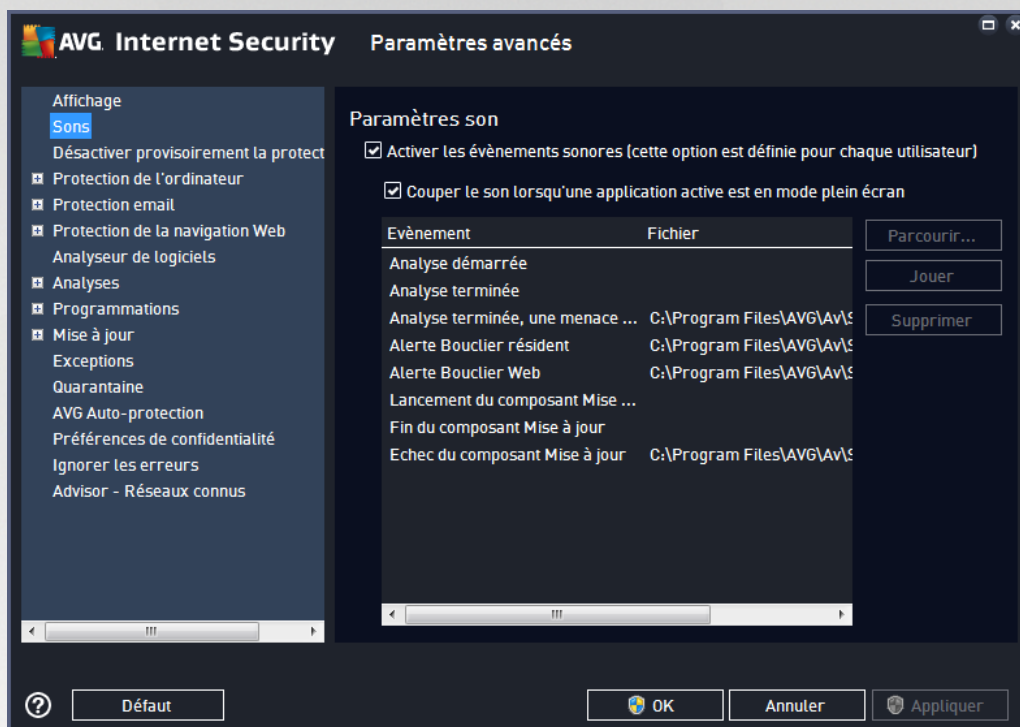 AVG. Internet Security Paramètres avancés
Affichage
Sons
Désactiver provisoirement la protect
Protection de l'ordinateur
Protection email
Protection de la navigation Web
Analyseur de logiciels
Analyses
Programmations
Mise à jour
Exceptions
Quarantaine
AVG Auto-protection
Préférences de confidentialité
Ignorer les erreurs
Advisor - Réseaux connus
Paramètres son
Activer les évènements sonores (cette option est définie pour chaque utilisateur)
Couper le son lorsqu'une application active est en mode plein écran
Evènement Fichier
Analyse démarrée
Analyse terminée
Analyse terminée, une menace ... C:\Program Files\AVG\Av\S
Alerte Bouclier résident C:\Program Files\AVG\Av\S
Alerte Bouclier Web C:\Program Files\AVG\Av\S
Lancement du composant Mise ...
Fin du composant Mise à jour
Echec du composant Mise à jour C:\Program Files\AVG\Av\S
Parcourir...
Jouer
Supprimer
Défaut
OK
Annuler
Appliquer